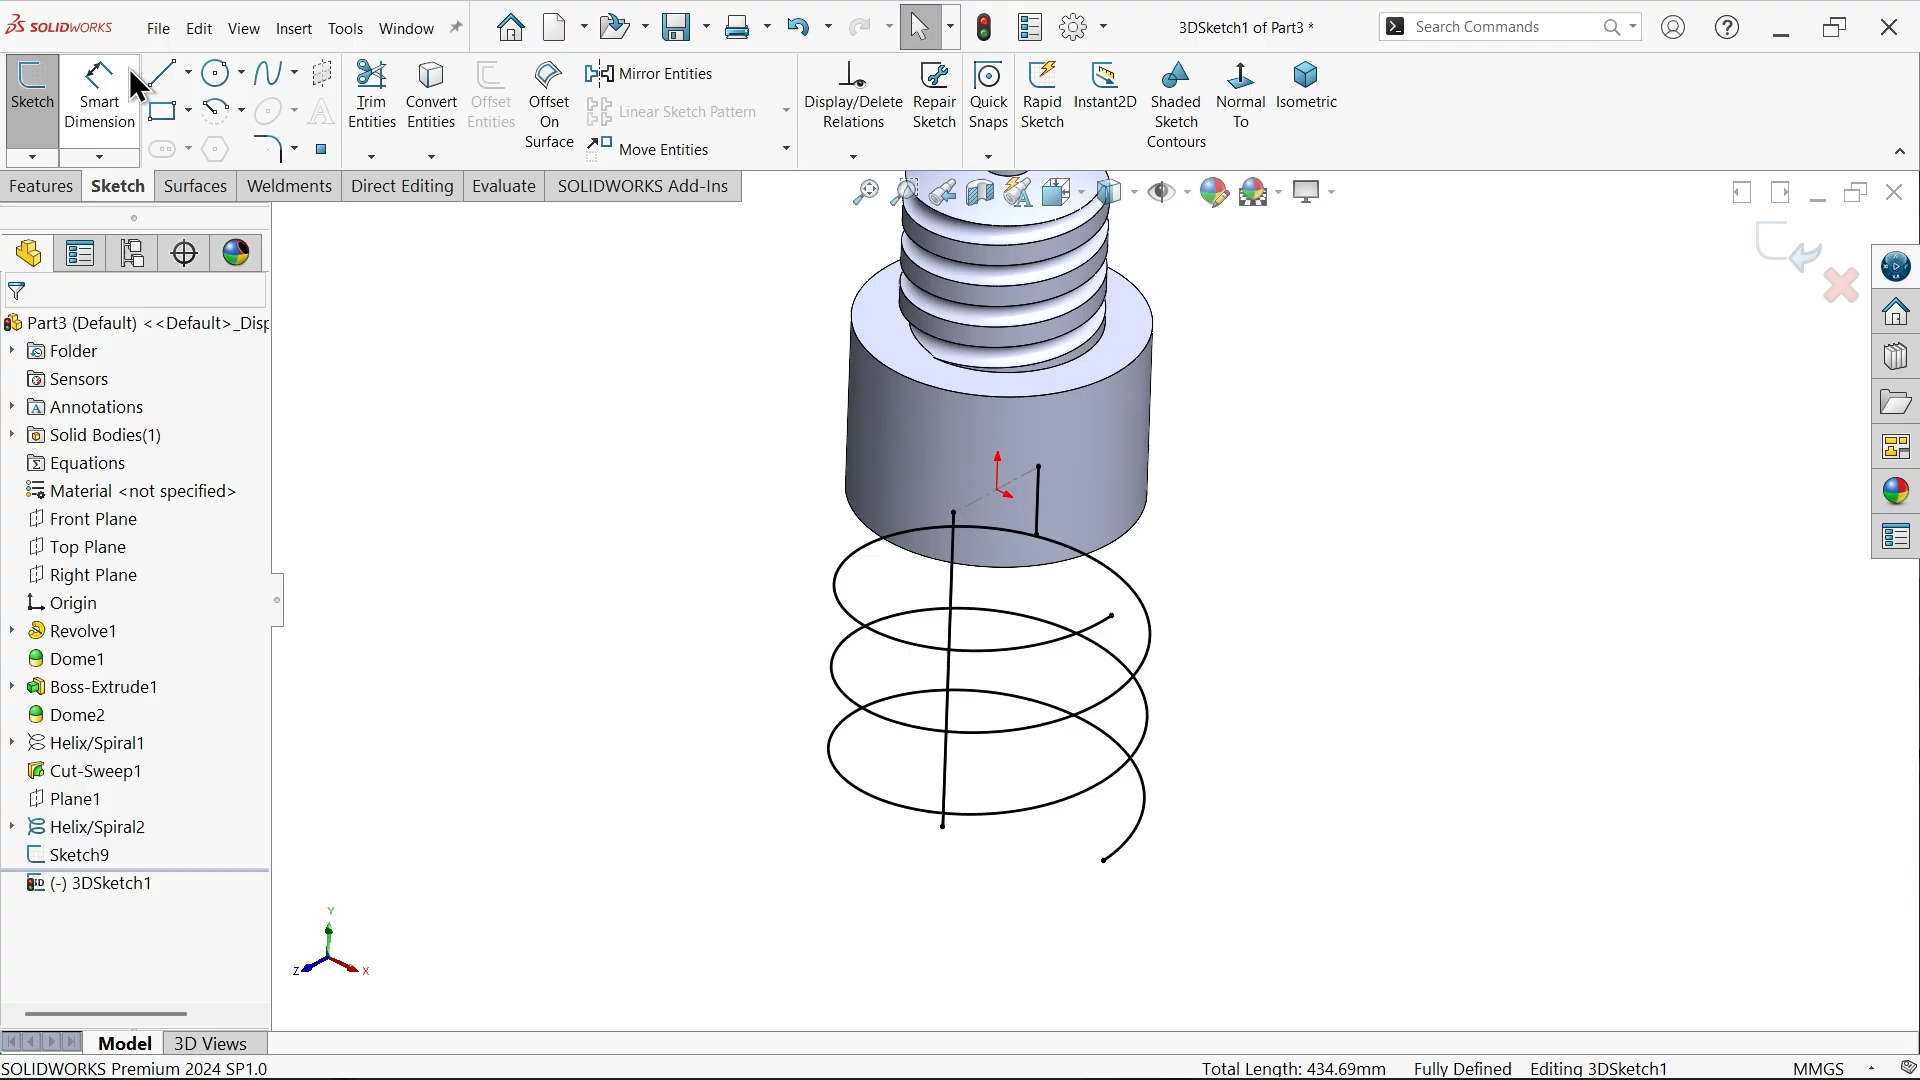 SOLIDWORKS
File Edit View Insert Tools Window
3DSketch1 of Part3 *
Search Commands
Sketch
Smart Dimension
Trim Entities
Convert Entities
Offset Entities
Offset On Surface
Mirror Entities
Linear Sketch Pattern
Move Entities
Display/Delete Relations
Repair Sketch
Quick Snaps
Rapid Sketch
Instant2D
Shaded Sketch Contours
Normal To
Isometric
Features Sketch Surfaces Weldments Direct Editing Evaluate SOLIDWORKS Add-Ins
Part3 (Default) <<Default>_Disp
Folder
Sensors
Annotations
Solid Bodies(1)
Equations
Material <not specified>
Front Plane
Top Plane
Right Plane
Origin
Revolve1
Dome1
Boss-Extrude1
Dome2
Helix/Spiral1
Cut-Sweep1
Plane1
Helix/Spiral2
Sketch9
3D (-) 3DSketch1
Y
Z X
Model 3D Views
SOLIDWORKS Premium 2024 SP1.0 Total Length: 434.69mm Fully Defined Editing 3DSketch1 MMGS